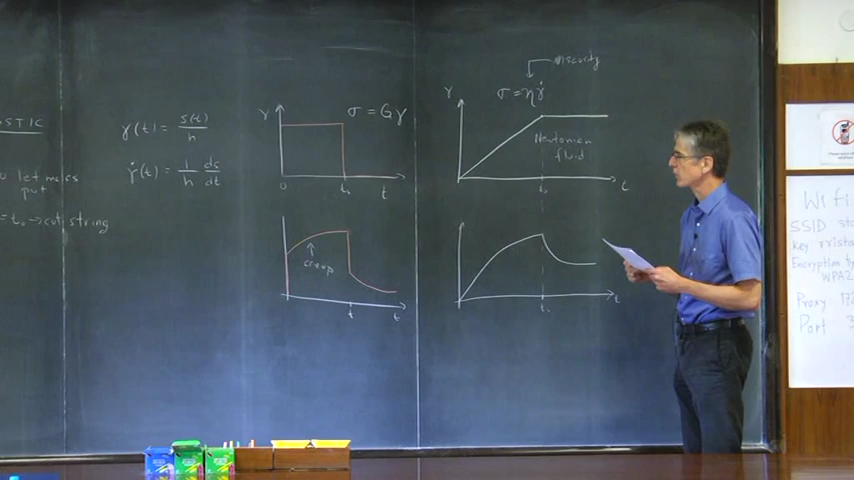 STIC
let mass
put
= t₀ → cut string
γ(t) = s(t)/h
γ̇(t) = 1/h ds/dt
γ
σ = Gγ
0
t₀
t
creep
t
t
viscosity
γ
σ = ηγ̇
Newtonian
fluid
t₀
t
t₀
t
Wifi
SSID
key
Encryption
WPA2
Proxy
Port